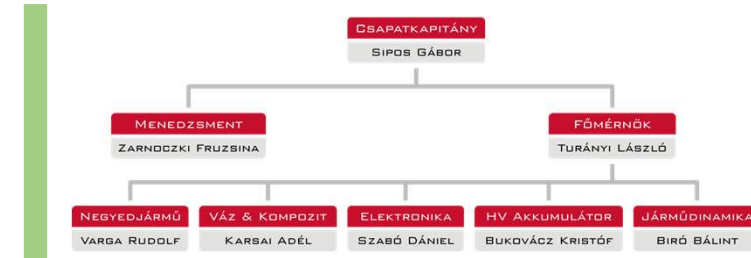 Csapatkapitány
Sipos Gábor
Menedzsment
Zarnoczki Fruzsina
Főmérnök
Turányi László
Negyedjármű
Varga Rudolf
Váz & Kompozit
Karsai Adél
Elektronika
Szabó Dániel
HV Akkumulátor
Bukovácz Kristóf
Járműdinamika
Biró Bálint